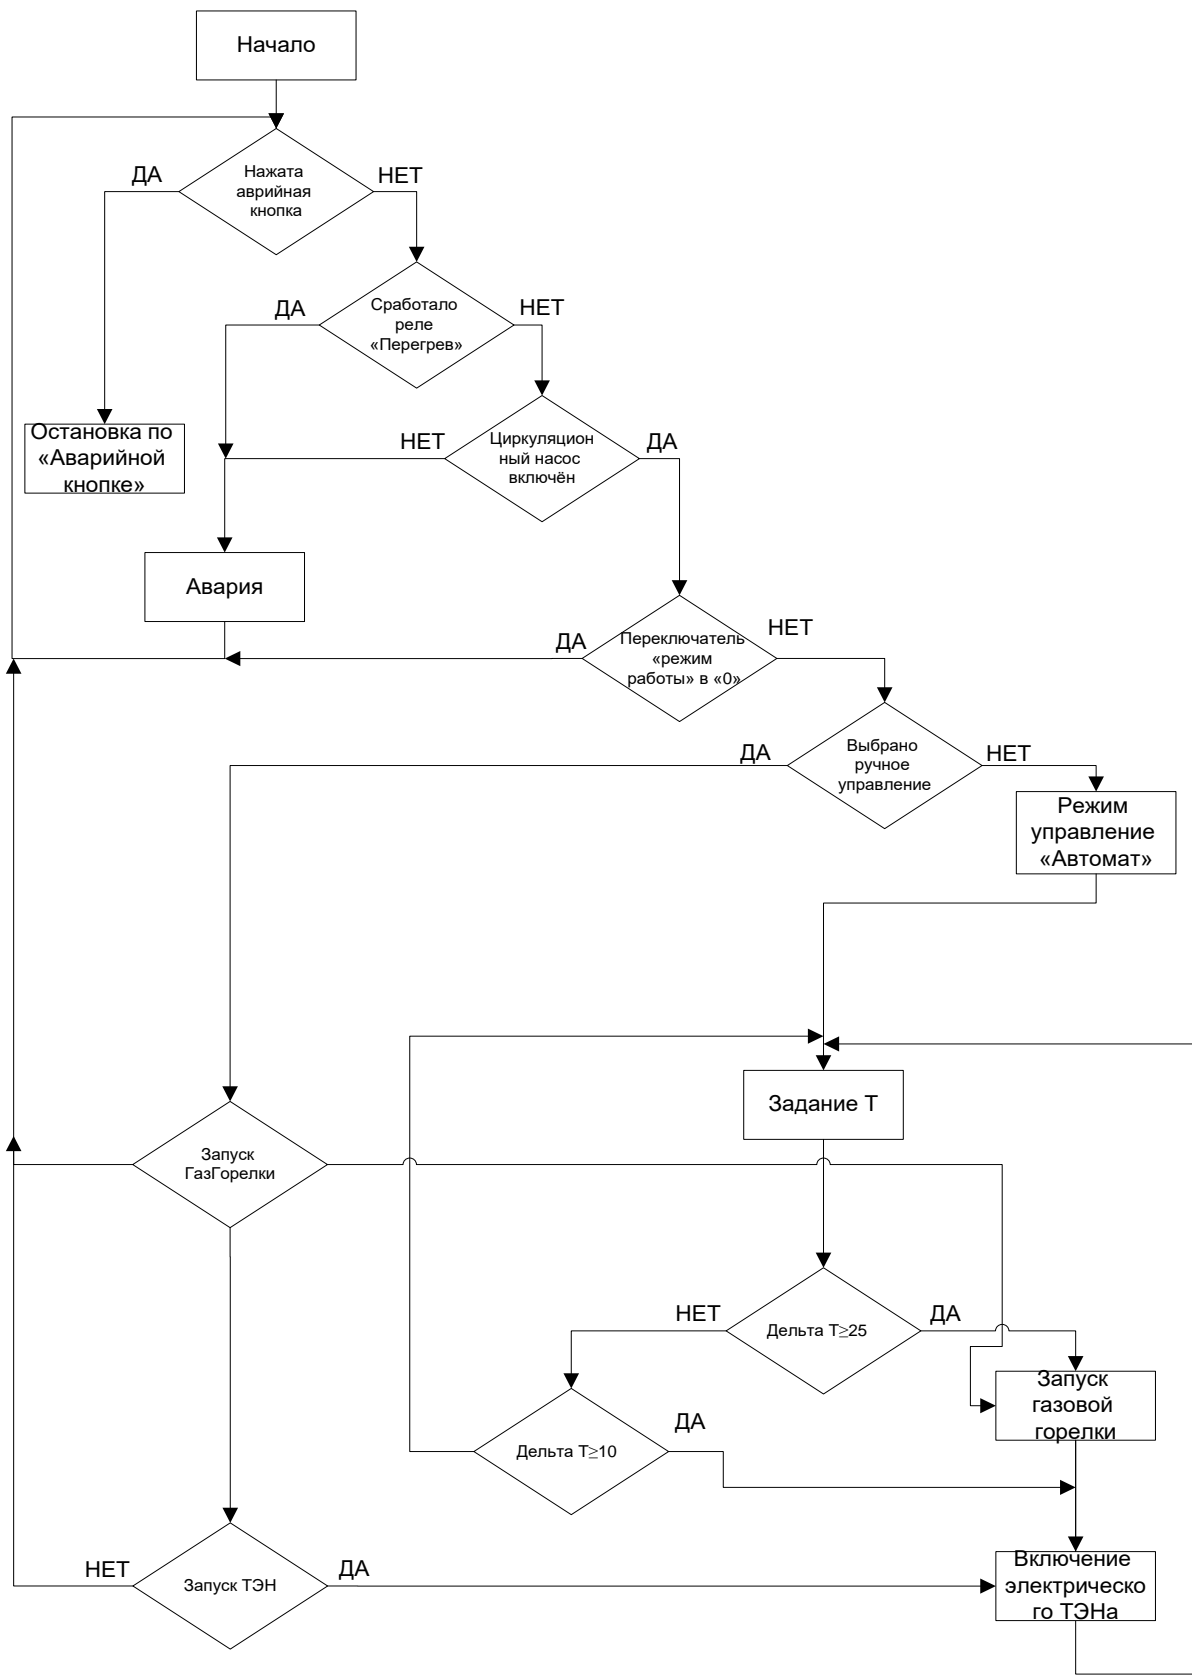 Начало
ДА
НЕТ
Нажата
аврийная
кнопка
ДА
НЕТ
Сработало
реле
«Перегрев»
НЕТ
ДА
Циркуляцион
ный насос
включён
Остановка по
«Аварийной
кнопке»
Авария
ДА
НЕТ
Переключатель
«режим
работы» в «0»
ДА
НЕТ
Выбрано
ручное
управление
Режим
управление
«Автомат»
Задание Т
Запуск
ГазГорелки
НЕТ
ДА
Дельта Т≥25
Запуск
газовой
горелки
ДА
Дельта Т≥10
НЕТ
ДА
Запуск ТЭН
Включение
электрическо
го ТЭНа